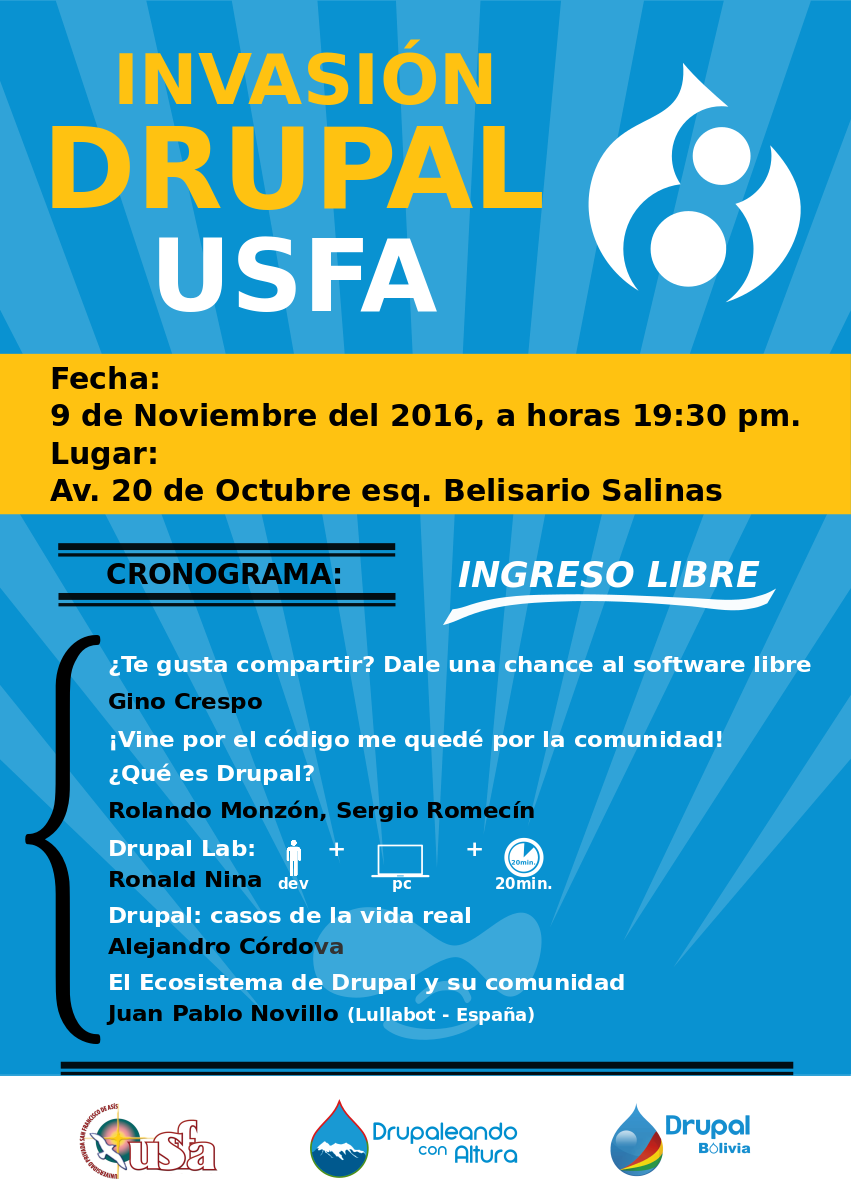 INVASIÓN
DRUPAL
USFA
Fecha:
9 de Noviembre del 2016, a horas 19:30 pm.
Lugar:
Av. 20 de Octubre esq. Belisario Salinas
CRONOGRAMA:
INGRESO LIBRE
¿Te gusta compartir? Dale una chance al software libre
Gino Crespo
¡Vine por el código me quedé por la comunidad!
¿Qué es Drupal?
Rolando Monzón, Sergio Romecín
Drupal Lab: + +
20min.
Ronald Nina dev pc 20min.
Drupal: casos de la vida real
Alejandro Córdova
El Ecosistema de Drupal y su comunidad
Juan Pablo Novillo (Lullabot - España)
UNIVERSIDAD PRIVADA SAN FRANCISCO DE ASÍS
usfa
Drupaleando
con Altura
Drupal
Bolivia